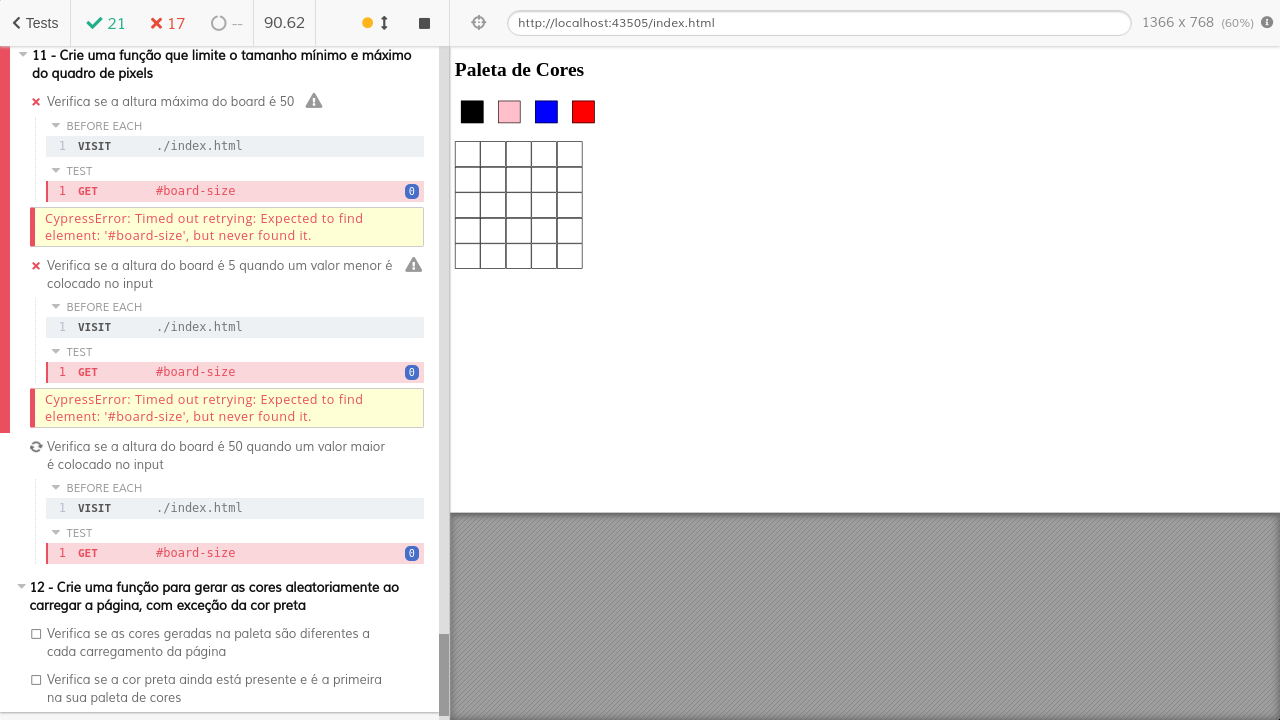 Tests 21 17 -- 90.62 http://localhost:43505/index.html 1366 x 768 (60%)
11 - Crie uma função que limite o tamanho mínimo e máximo
do quadro de pixels
Verifica se a altura máxima do board é 50
BEFORE EACH
1 VISIT ./index.html
TEST
1 GET #board-size 0
CypressError: Timed out retrying: Expected to find
element: '#board-size', but never found it.
Verifica se a altura do board é 5 quando um valor menor é
colocado no input
BEFORE EACH
1 VISIT ./index.html
TEST
1 GET #board-size 0
CypressError: Timed out retrying: Expected to find
element: '#board-size', but never found it.
Verifica se a altura do board é 50 quando um valor maior
é colocado no input
BEFORE EACH
1 VISIT ./index.html
TEST
1 GET #board-size 0
12 - Crie uma função para gerar as cores aleatoriamente ao
carregar a página, com exceção da cor preta
Verifica se as cores geradas na paleta são diferentes a
cada carregamento da página
Verifica se a cor preta ainda está presente e é a primeira
na sua paleta de cores
Paleta de Cores